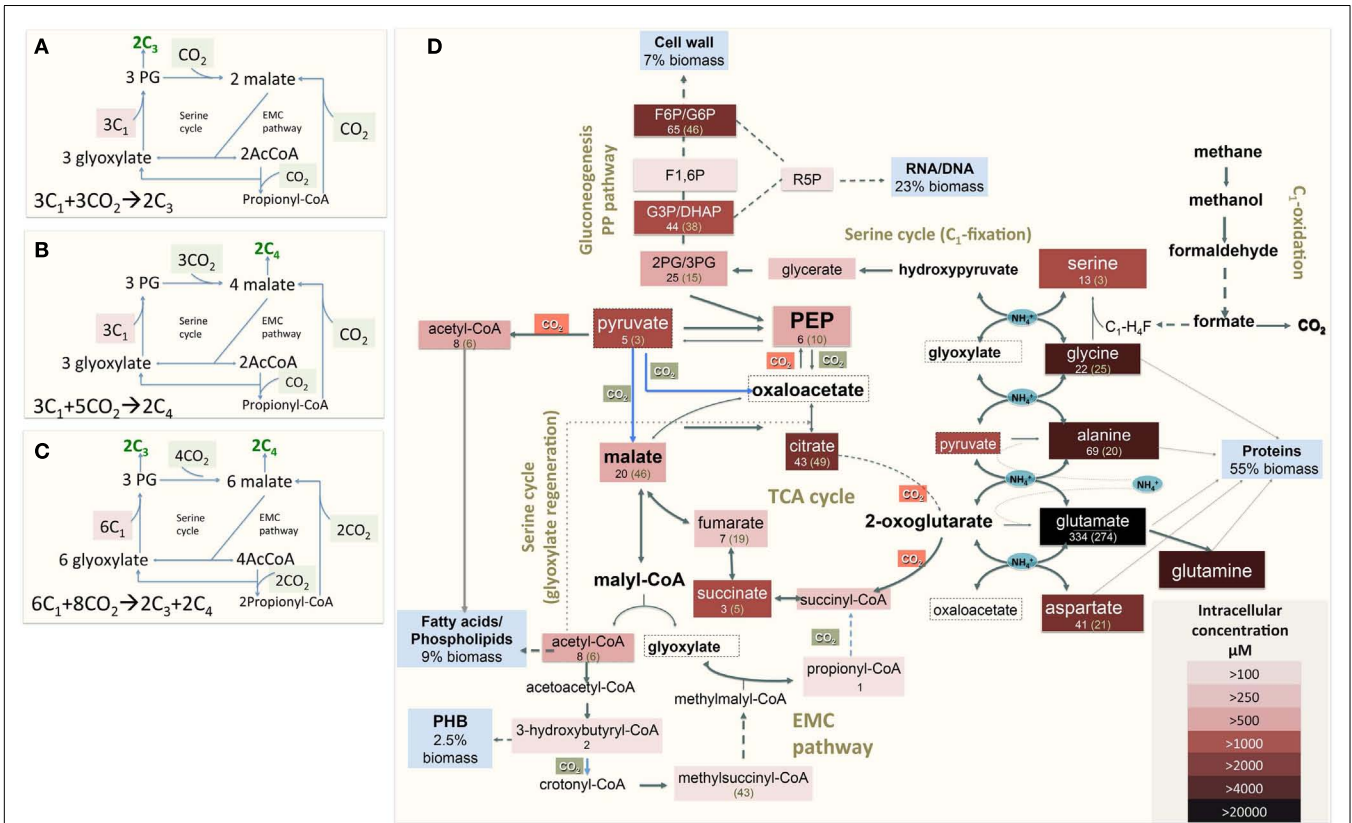 A
2C3
CO2
3 PG
2 malate
3C1
Serine
cycle
EMC
pathway
CO2
3 glyoxylate
2AcCoA
CO2
Propionyl-CoA
3C1+3CO2→2C3
B
3CO2
2C4
3 PG
4 malate
3C1
Serine
cycle
EMC
pathway
CO2
3 glyoxylate
2AcCoA
CO2
Propionyl-CoA
3C1+5CO2→2C4
C
2C3
4CO2
2C4
3 PG
6 malate
6C1
Serine
cycle
EMC
pathway
2CO2
6 glyoxylate
4AcCoA
2CO2
2Propionyl-CoA
6C1+8CO2→2C3+2C4
D
Cell wall
7% biomass
F6P/G6P
65 (46)
F1,6P
R5P
RNA/DNA
23% biomass
G3P/DHAP
44 (38)
Gluconeogenesis
PP pathway
2PG/3PG
25 (15)
glycerate
Serine cycle (C1-fixation)
hydroxypyruvate
serine
13 (3)
methane
methanol
formaldehyde
formate
CO2
C1-oxidation
C1-H4F
NH4+
glyoxylate
glycine
22 (25)
NH4+
acetyl-CoA
8 (6)
CO2
pyruvate
5 (3)
PEP
6 (10)
CO2
CO2
CO2
CO2
oxaloacetate
pyruvate
alanine
69 (20)
Proteins
55% biomass
malate
20 (46)
citrate
43 (49)
NH4+
NH4+
CO2
TCA cycle
Serine cycle
(glyoxylate regeneration)
fumarate
7 (19)
2-oxoglutarate
glutamate
334 (274)
CO2
NH4+
glutamine
malyl-CoA
succinate
3 (5)
succinyl-CoA
oxaloacetate
aspartate
41 (21)
Fatty acids/
Phospholipids
9% biomass
acetyl-CoA
8 (6)
glyoxylate
CO2
propionyl-CoA
1
acetoacetyl-CoA
methylmalyl-CoA
PHB
2.5%
biomass
3-hydroxybutyryl-CoA
2
EMC
pathway
CO2
crotonyl-CoA
methylsuccinyl-CoA
(43)
Intracellular
concentration
µM
>100
>250
>500
>1000
>2000
>4000
>20000